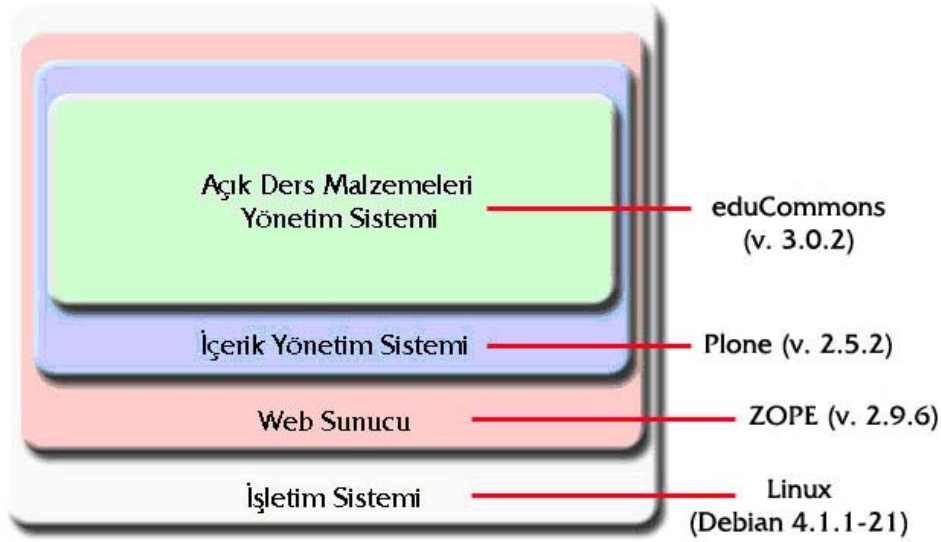 Açık Ders Malzemeleri
Yönetim Sistemi
eduCommons
(v. 3.0.2)
İçerik Yönetim Sistemi
Plone (v. 2.5.2)
Web Sunucu
ZOPE (v. 2.9.6)
İşletim Sistemi
Linux
(Debian 4.1.1-21)